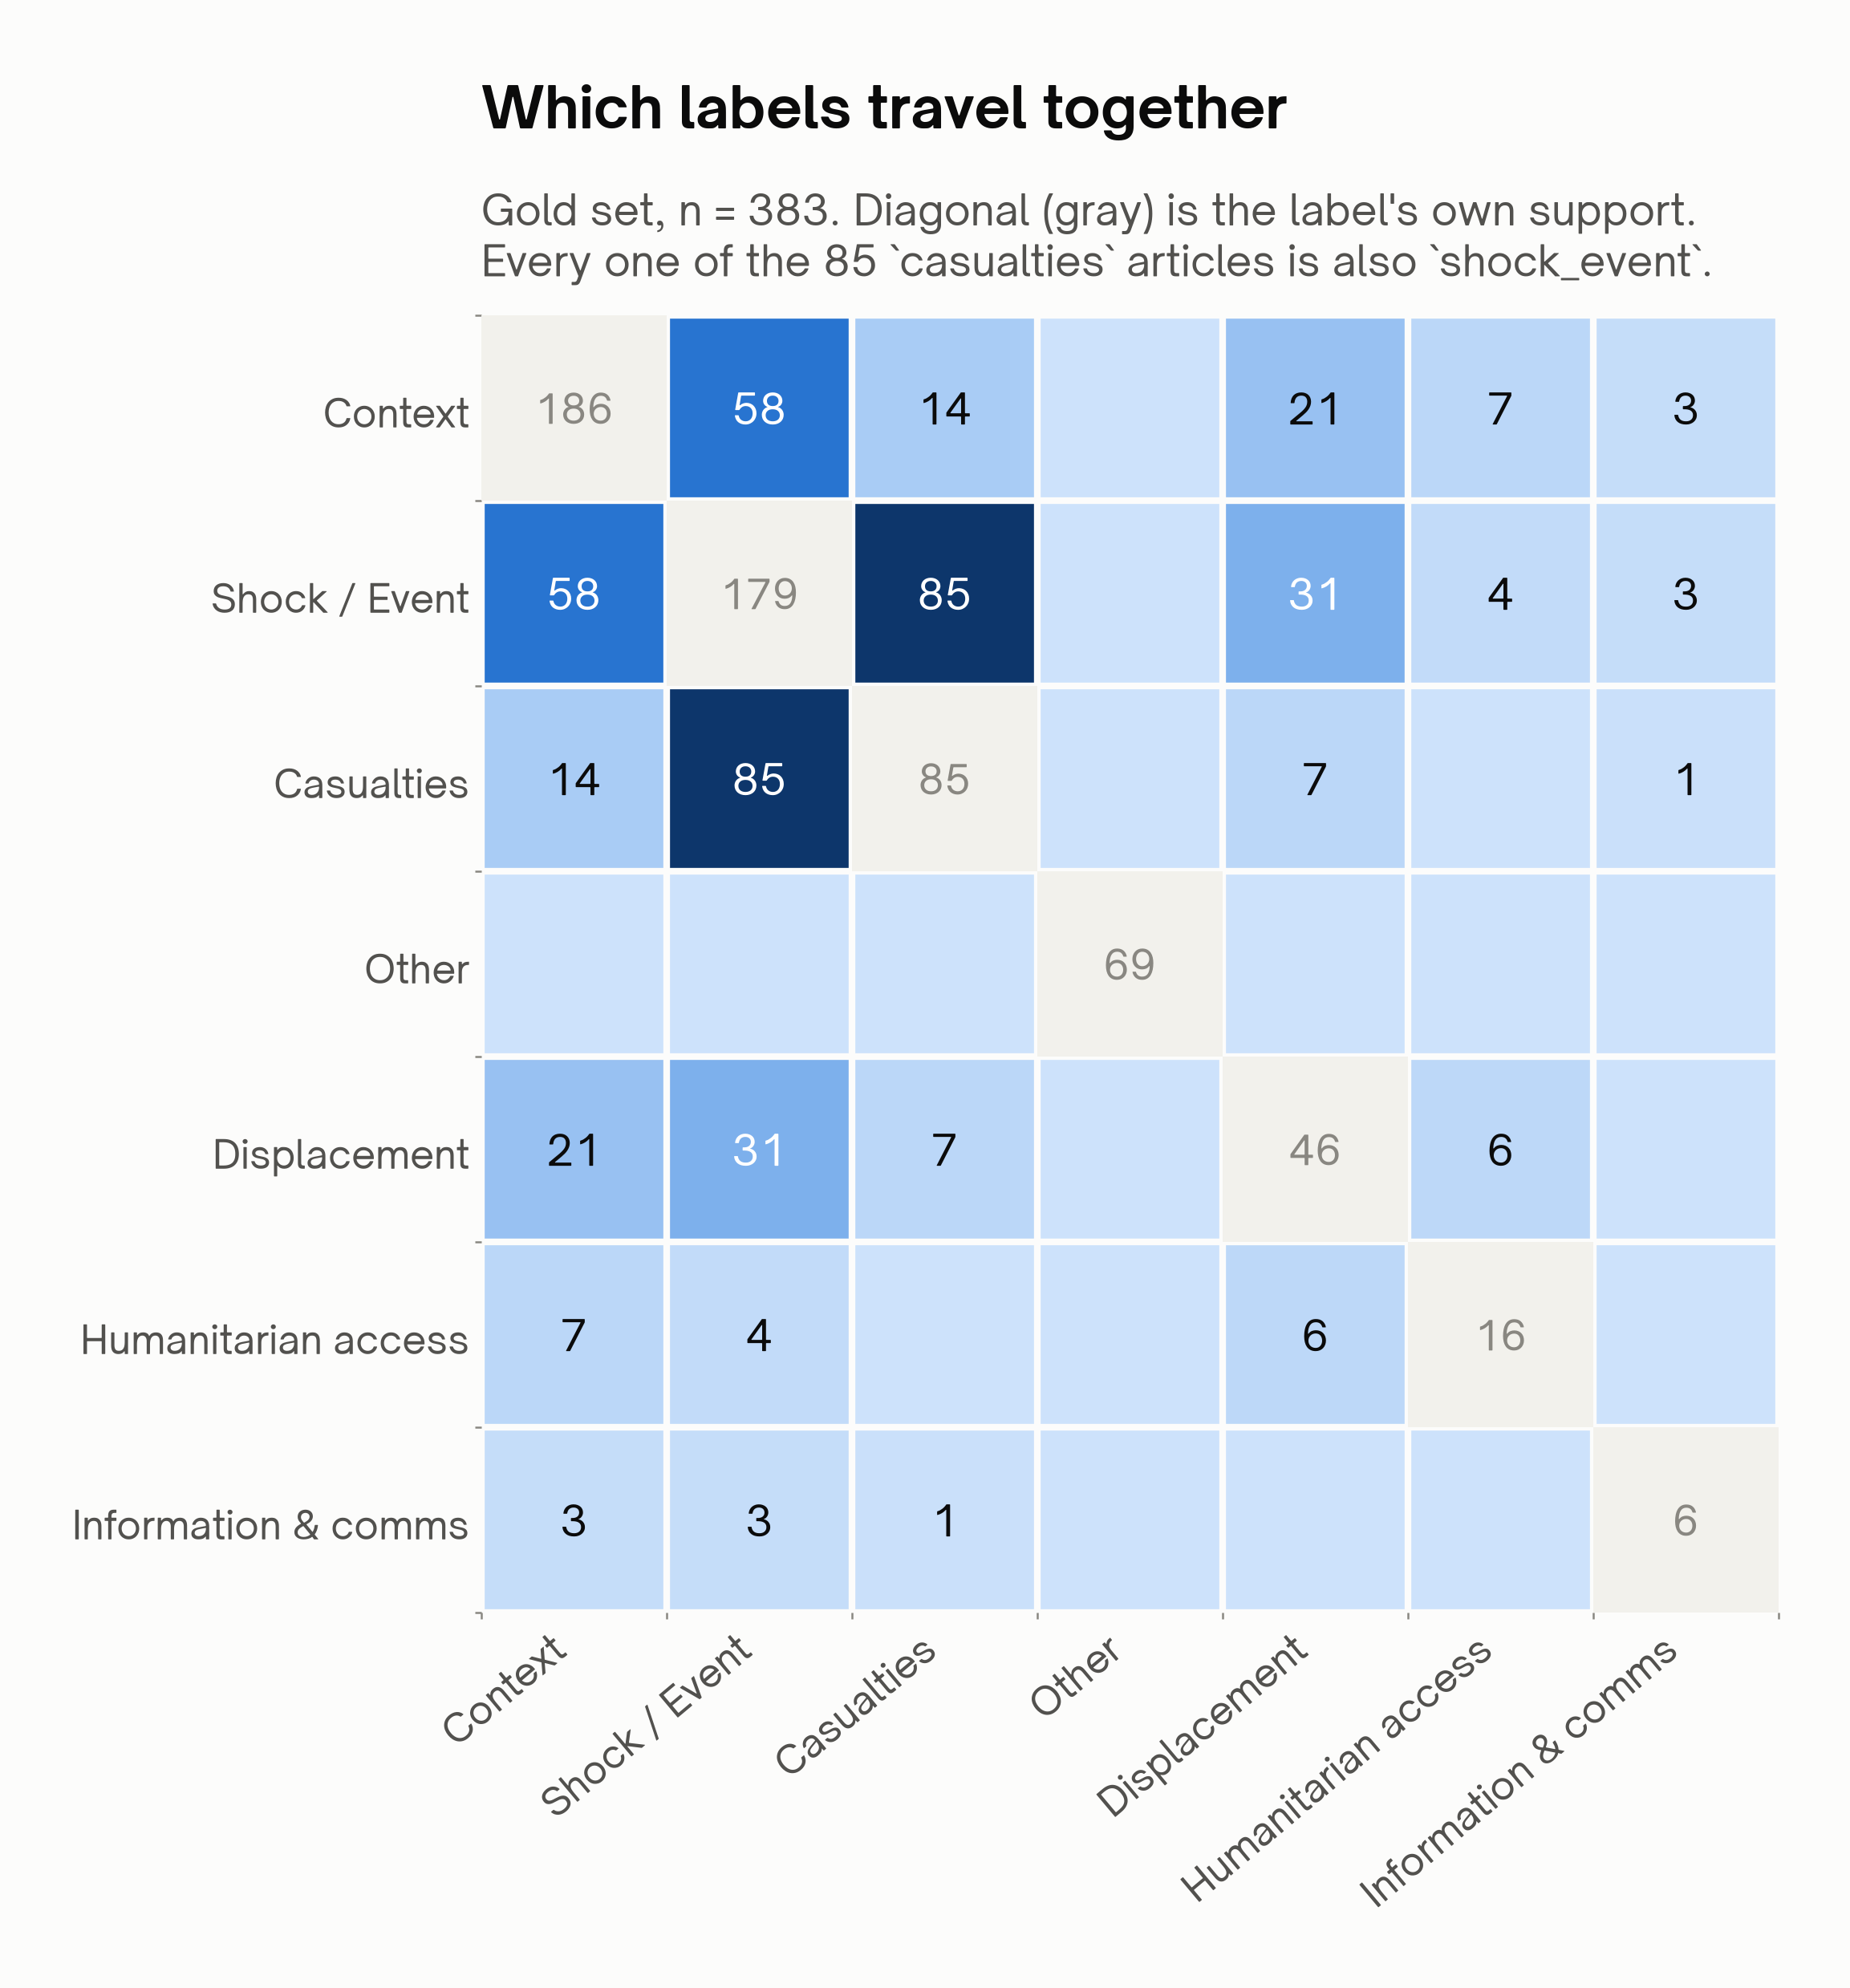 Which labels travel together
Gold set, n = 383. Diagonal (gray) is the label's own support.
Every one of the 85 `casualties` articles is also `shock_event`.
Context 186 58 14 21 7 3
Shock / Event 58 179 85 31 4 3
Casualties 14 85 85 7 1
Other 69
Displacement 21 31 7 46 6
Humanitarian access 7 4 6 16
Information & comms 3 3 1 6
Context
Shock / Event
Casualties
Other
Displacement
Humanitarian access
Information & comms